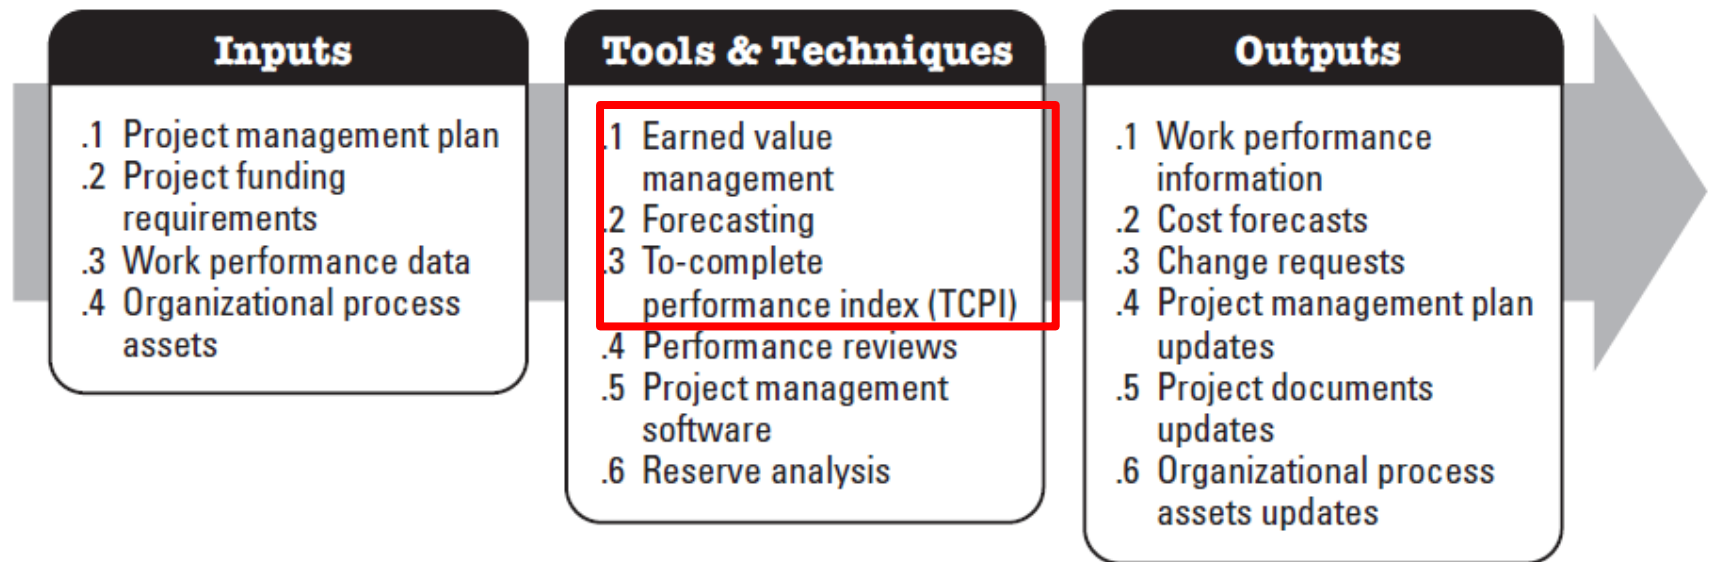 Inputs
.1 Project management plan
.2 Project funding
requirements
.3 Work performance data
.4 Organizational process
assets
Tools & Techniques
.1 Earned value
management
.2 Forecasting
.3 To-complete
performance index (TCPI)
.4 Performance reviews
.5 Project management
software
.6 Reserve analysis
Outputs
.1 Work performance
information
.2 Cost forecasts
.3 Change requests
.4 Project management plan
updates
.5 Project documents
updates
.6 Organizational process
assets updates